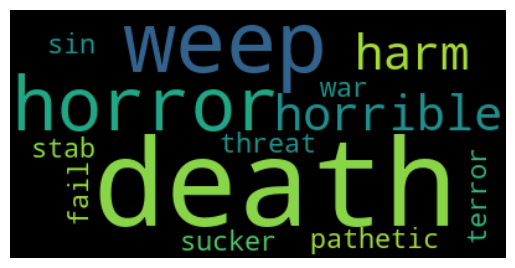 sin
weep
harm
horror
war
horrible
stab
threat
death
fail
terror
sucker
pathetic